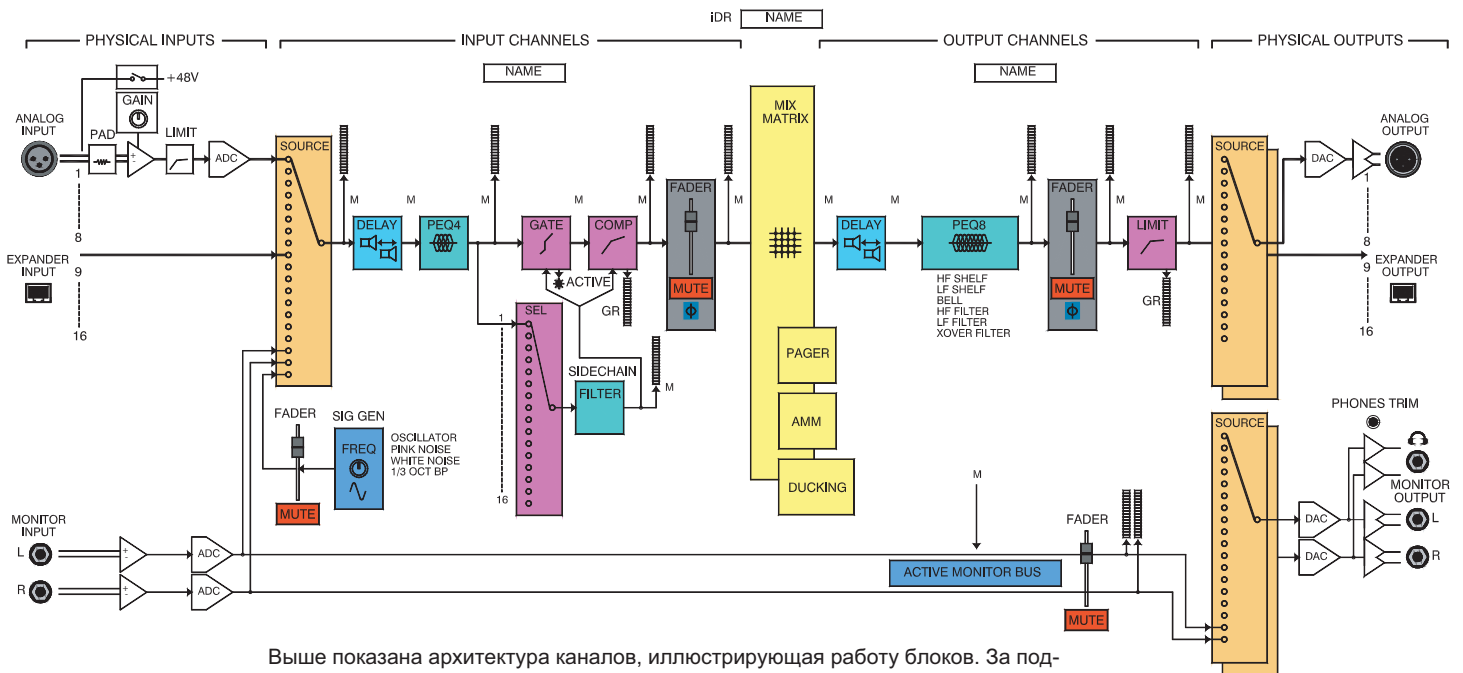 iDR NAME
PHYSICAL INPUTS
INPUT CHANNELS
OUTPUT CHANNELS
PHYSICAL OUTPUTS
NAME
NAME
+48V
GAIN
ANALOG
INPUT
PAD
LIMIT
ADC
1
8
EXPANDER
INPUT
9
16
SOURCE
M
DELAY
M
PEQ4
M
GATE
M
COMP
M
ACTIVE
GR
FADER
MUTE
Φ
M
SEL
1
16
SIDECHAIN
FILTER
M
MIX
MATRIX
PAGER
AMM
DUCKING
M
DELAY
M
PEQ8
HF SHELF
LF SHELF
BELL
HF FILTER
LF FILTER
XOVER FILTER
M
FADER
MUTE
Φ
M
LIMIT
GR
M
SOURCE
DAC
ANALOG
OUTPUT
1
8
9
EXPANDER
OUTPUT
16
FADER
MUTE
SIG GEN
FREQ
OSCILLATOR
PINK NOISE
WHITE NOISE
1/3 OCT BP
MONITOR
INPUT
L
R
ADC
ADC
M
ACTIVE MONITOR BUS
FADER
MUTE
SOURCE
PHONES TRIM
DAC
DAC
MONITOR
OUTPUT
L
R
Выше показана архитектура каналов, иллюстрирующая работу блоков. За под-